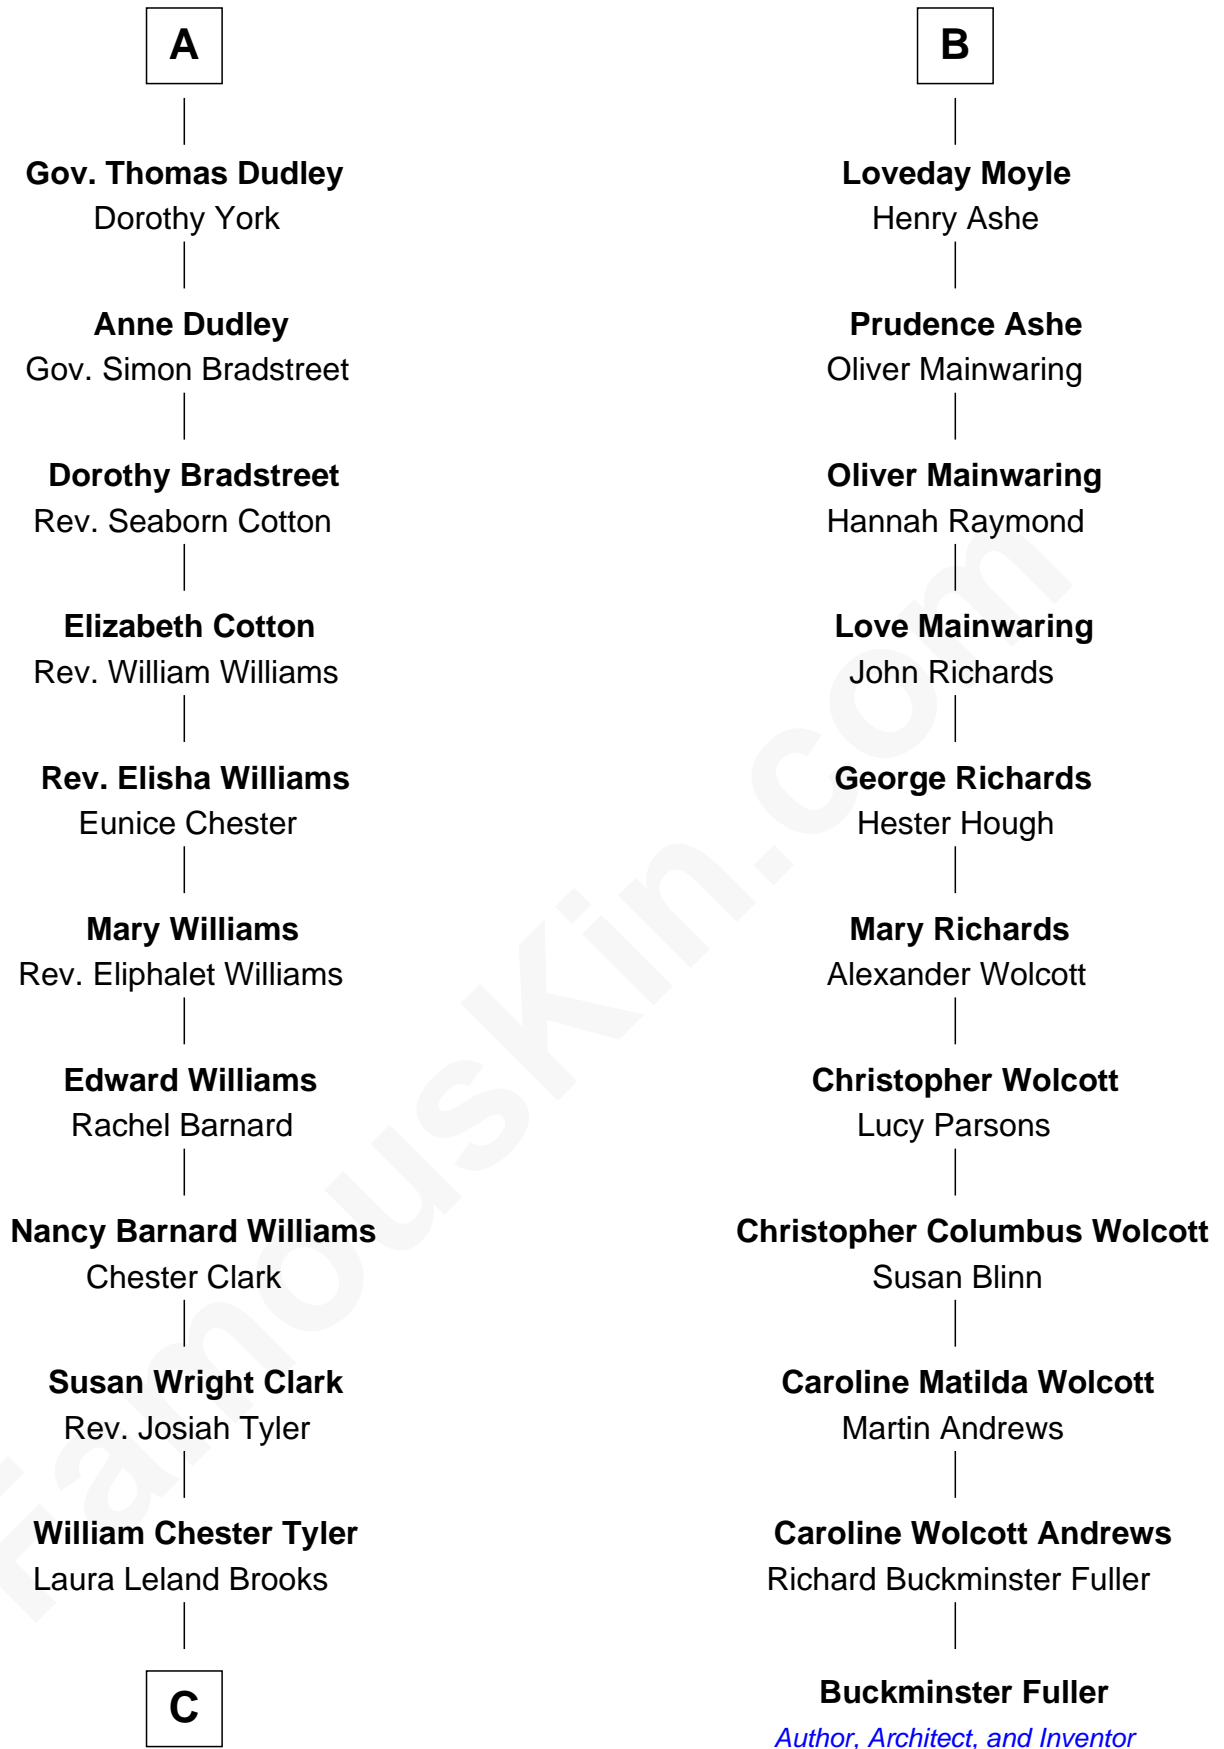 A
Gov. Thomas Dudley
Dorothy York
Anne Dudley
Gov. Simon Bradstreet
Dorothy Bradstreet
Rev. Seaborn Cotton
Elizabeth Cotton
Rev. William Williams
Rev. Elisha Williams
Eunice Chester
Mary Williams
Rev. Eliphalet Williams
Edward Williams
Rachel Barnard
Nancy Barnard Williams
Chester Clark
Susan Wright Clark
Rev. Josiah Tyler
William Chester Tyler
Laura Leland Brooks
C
B
Loveday Moyle
Henry Ashe
Prudence Ashe
Oliver Mainwaring
Oliver Mainwaring
Hannah Raymond
Love Mainwaring
John Richards
George Richards
Hester Hough
Mary Richards
Alexander Wolcott
Christopher Wolcott
Lucy Parsons
Christopher Columbus Wolcott
Susan Blinn
Caroline Matilda Wolcott
Martin Andrews
Caroline Wolcott Andrews
Richard Buckminster Fuller
Buckminster Fuller
Author, Architect, and Inventor
FamousKin.com